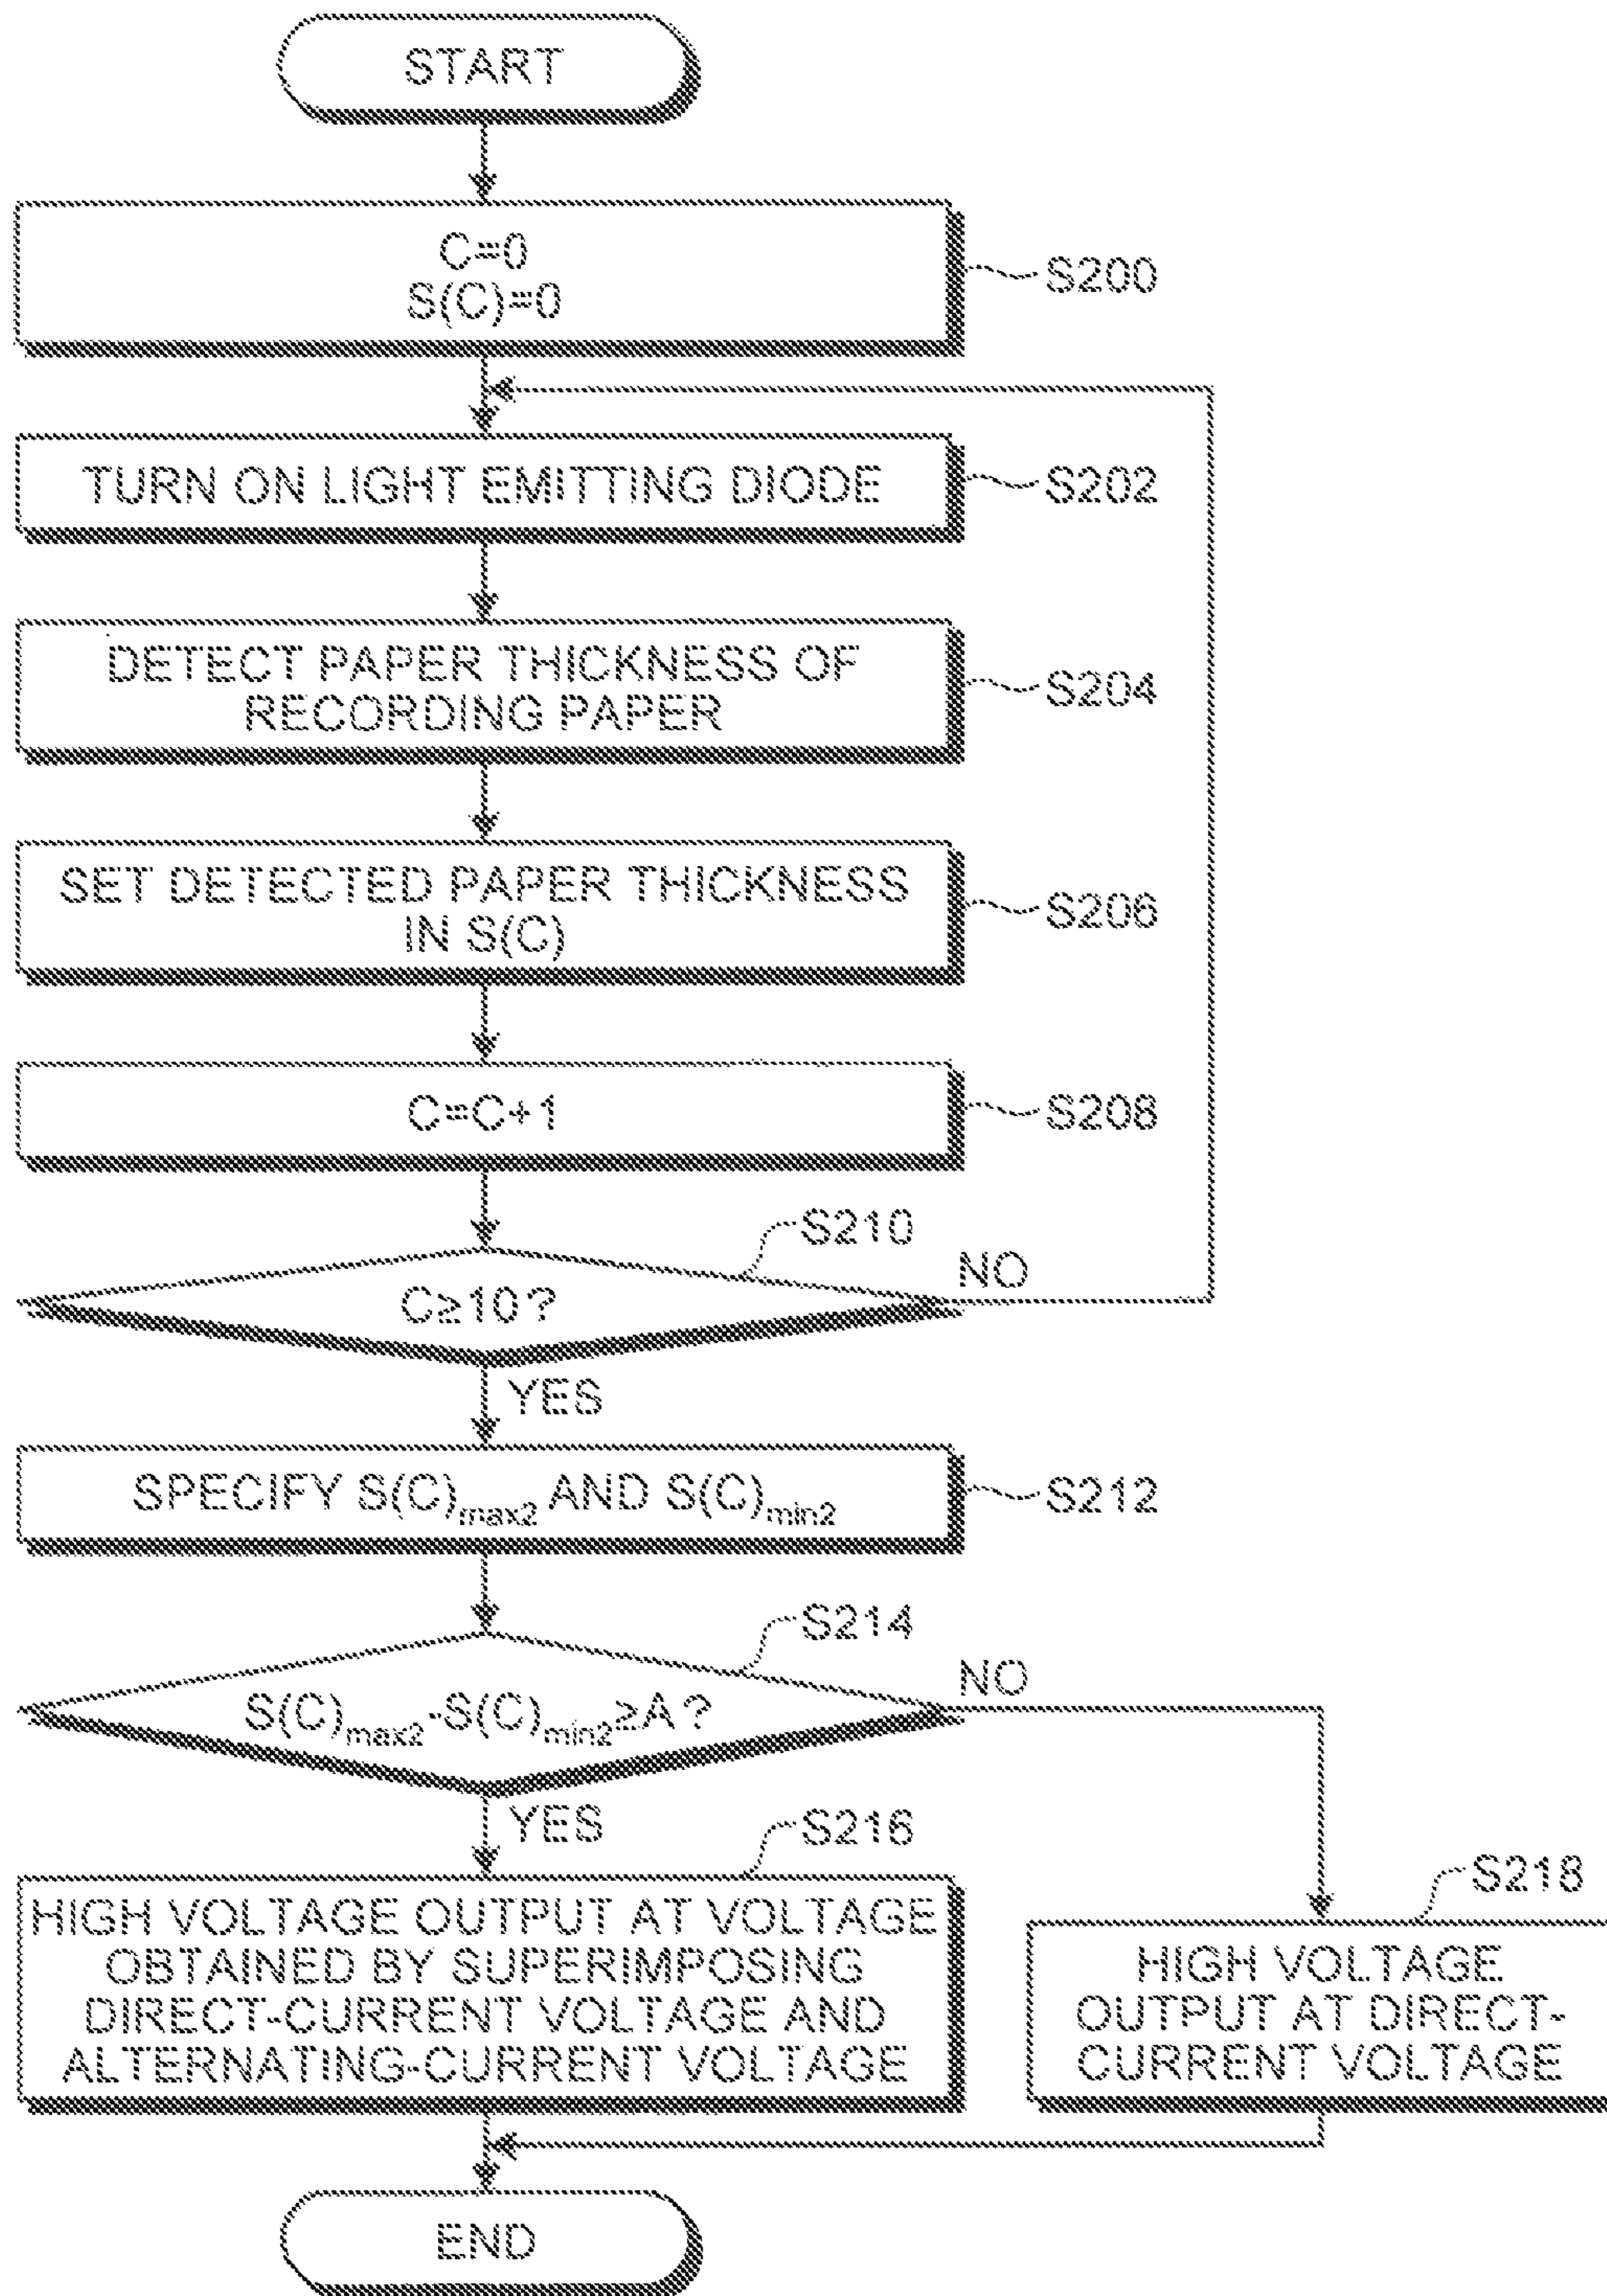 START
C=0
S(C)=0
S200
TURN ON LIGHT EMITTING DIODE
S202
DETECT PAPER THICKNESS OF
RECORDING PAPER
S204
SET DETECTED PAPER THICKNESS
IN S(C)
S206
C=C+1
S208
S210
C≥10?
NO
YES
SPECIFY S(C)max2 AND S(C)min2
S212
S214
S(C)max2-S(C)min2≥A?
NO
YES
S216
HIGH VOLTAGE OUTPUT AT VOLTAGE
OBTAINED BY SUPERIMPOSING
DIRECT-CURRENT VOLTAGE AND
ALTERNATING-CURRENT VOLTAGE
S218
HIGH VOLTAGE
OUTPUT AT DIRECT-
CURRENT VOLTAGE
END